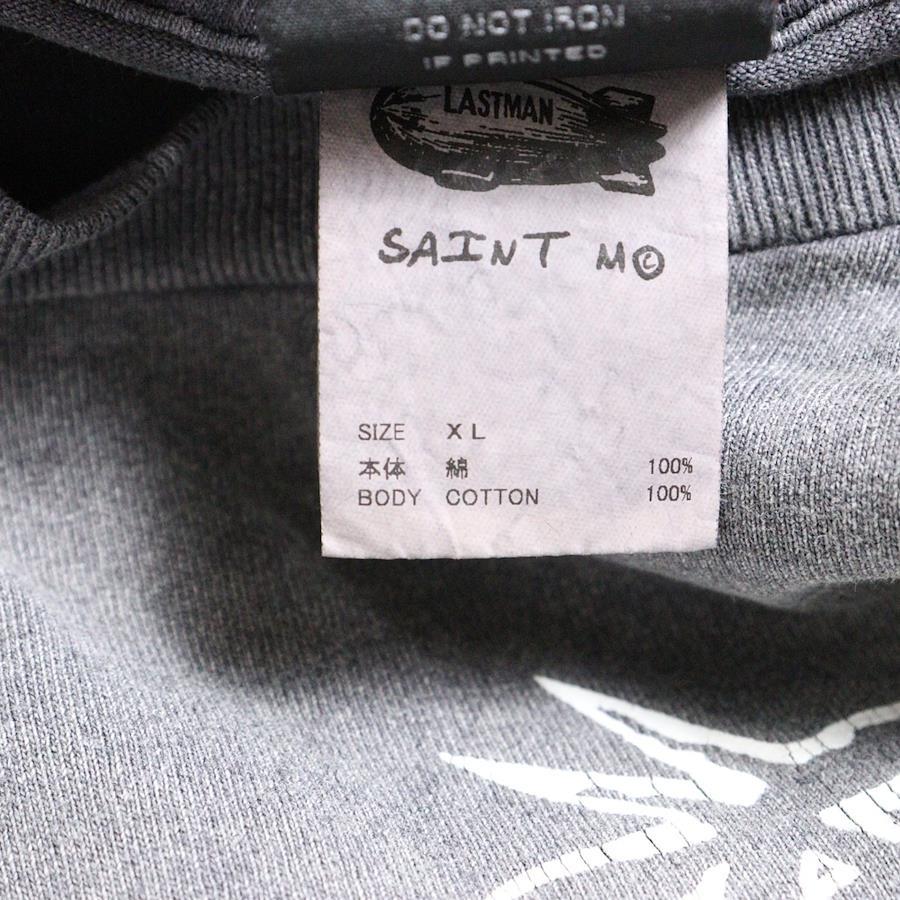 DO NOT IRON
IF PRINTED
LASTMAN
SAINT M©
SIZE XL
本体 綿 100%
BODY COTTON 100%